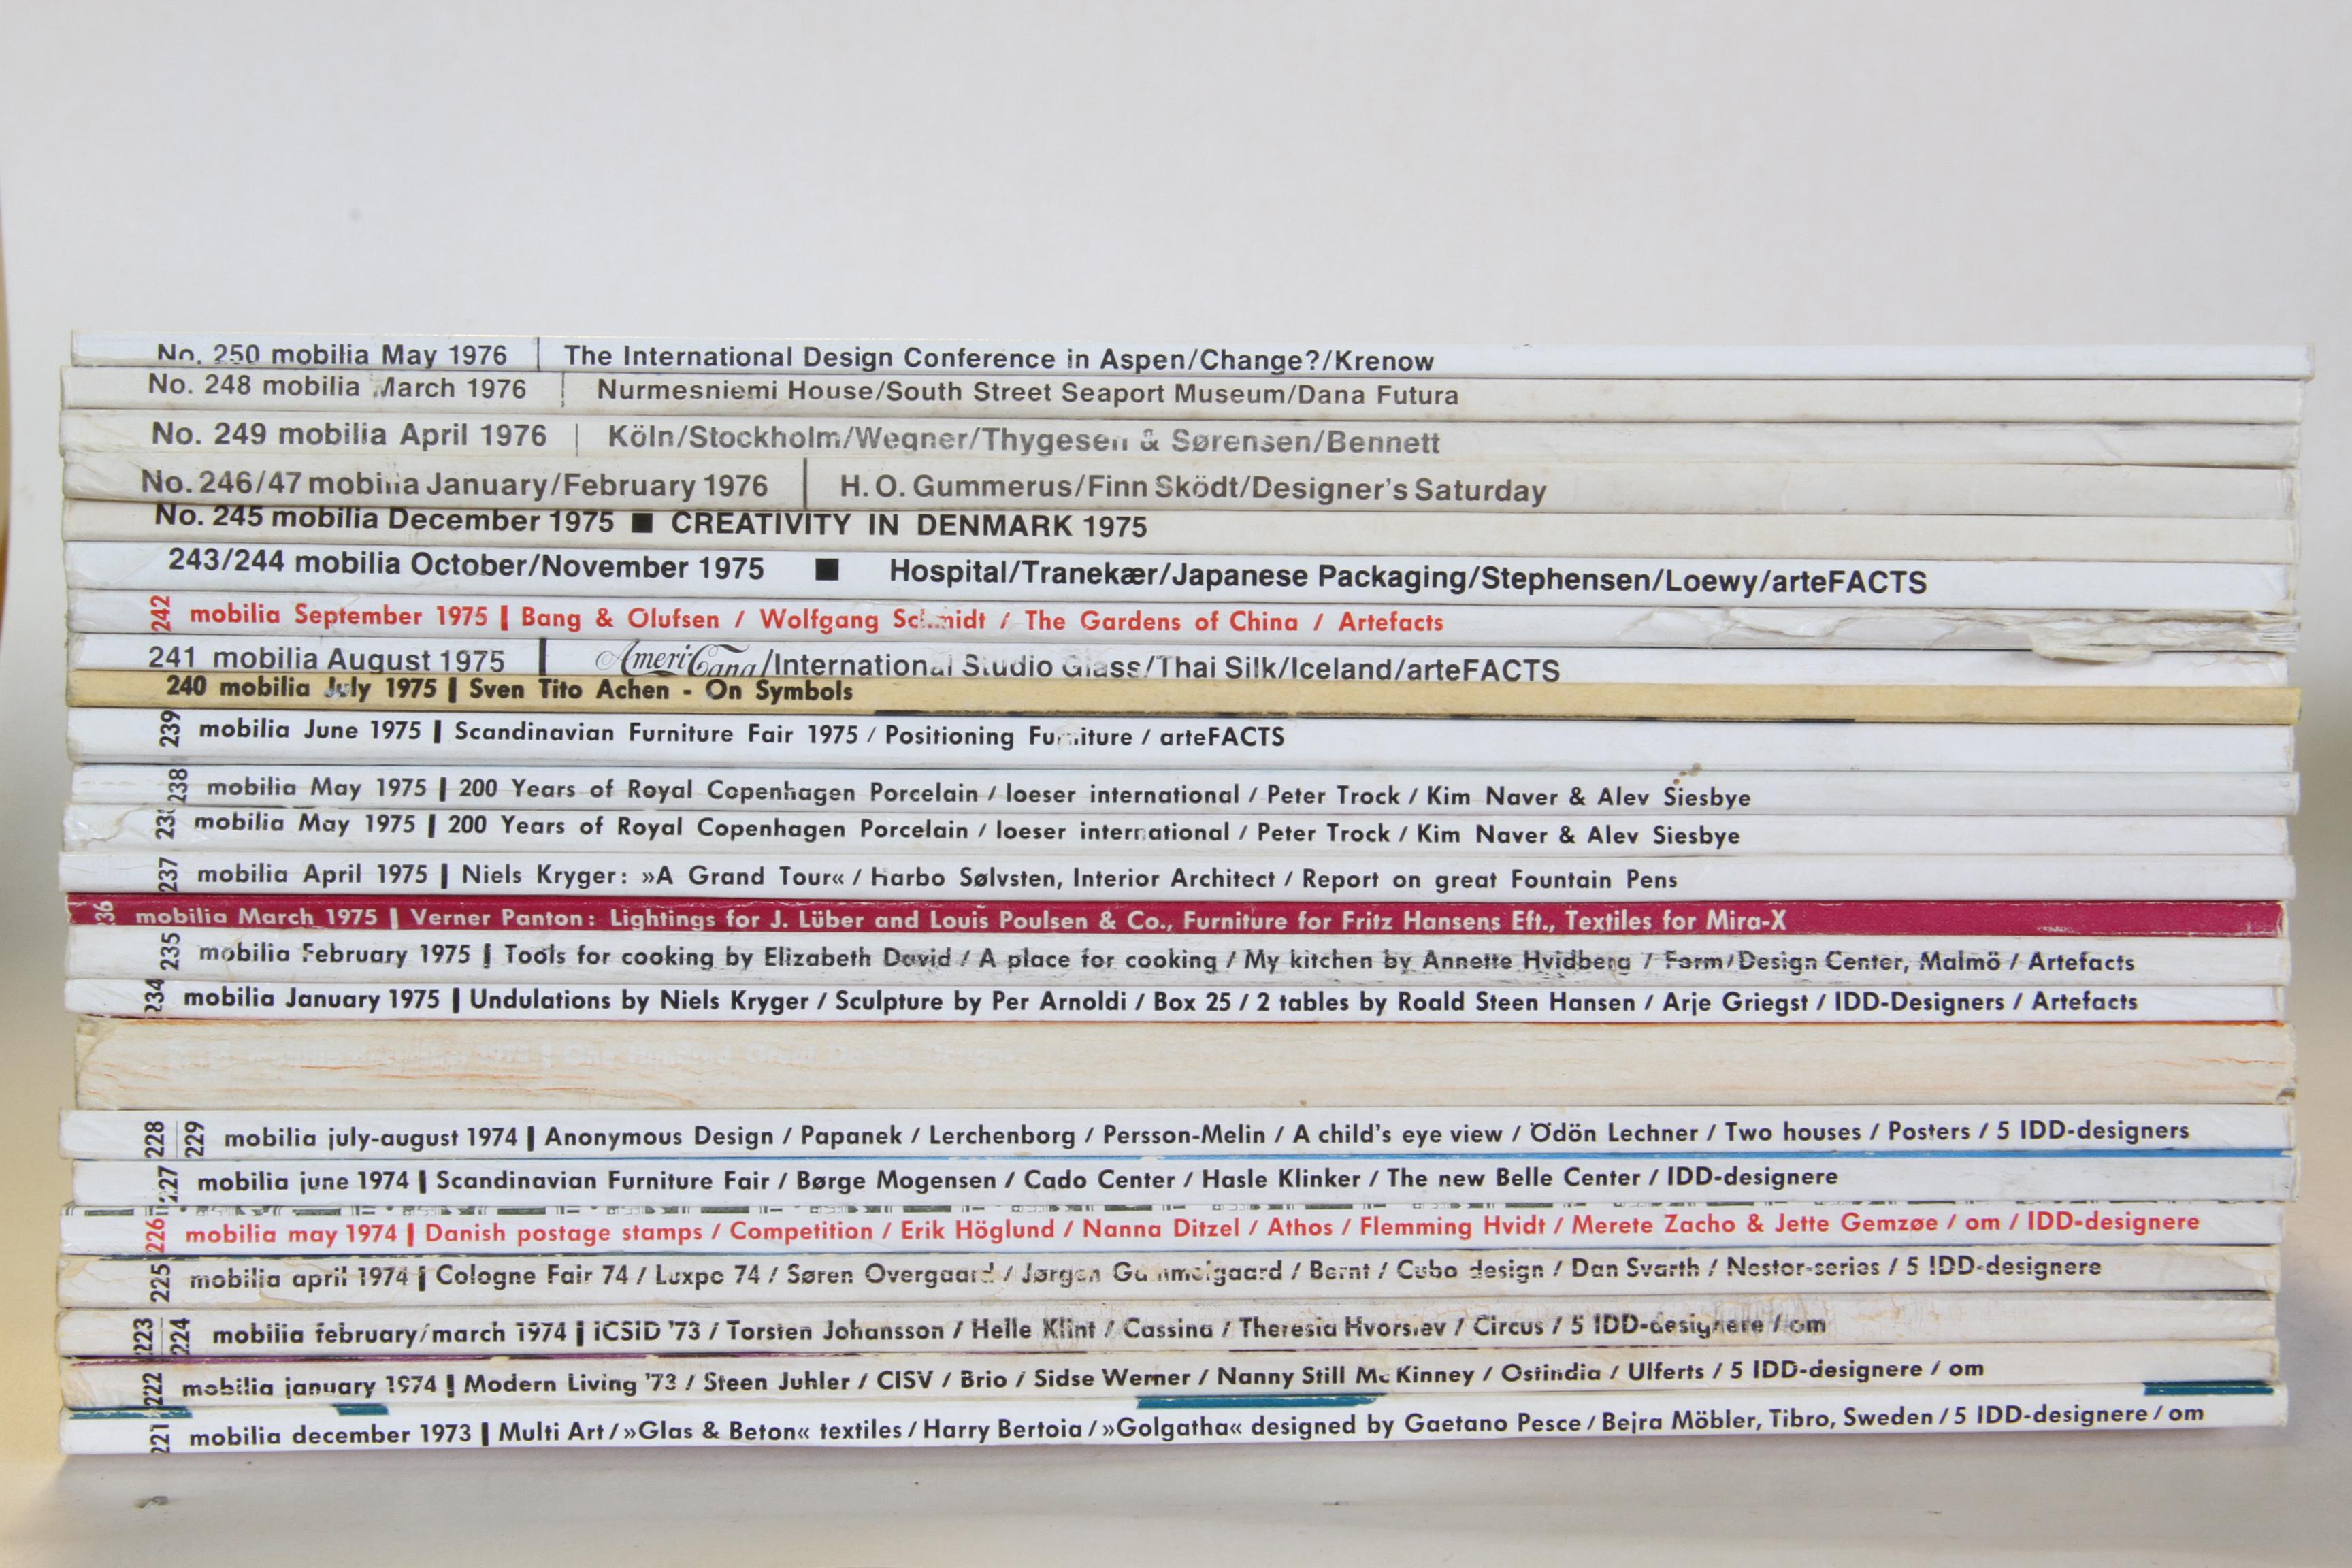 No. 250 mobilia May 1976 | The International Design Conference in Aspen/Change?/Krenow
No. 248 mobilia March 1976 | Nurmesniemi House/South Street Seaport Museum/Dana Futura
No. 249 mobilia April 1976 | Köln/Stockholm/Wegner/Thygesen & Sørensen/Bennett
No. 246/47 mobilia January/February 1976 | H. O. Gummerus/Finn Sködt/Designer's Saturday
No. 245 mobilia December 1975 ■ CREATIVITY IN DENMARK 1975
243/244 mobilia October/November 1975 ■ Hospital/Tranekær/Japanese Packaging/Stephensen/Loewy/arteFACTS
242 mobilia September 1975 | Bang & Olufsen / Wolfgang Schmidt / The Gardens of China / Artefacts
241 mobilia August 1975 | AmeriCana/International Studio Glass/Thai Silk/Iceland/arteFACTS
240 mobilia July 1975 | Sven Tito Achen - On Symbols
239 mobilia June 1975 | Scandinavian Furniture Fair 1975 / Positioning Furniture / arteFACTS
238 mobilia May 1975 | 200 Years of Royal Copenhagen Porcelain / loeser international / Peter Trock / Kim Naver & Alev Siesbye
238 mobilia May 1975 | 200 Years of Royal Copenhagen Porcelain / loeser international / Peter Trock / Kim Naver & Alev Siesbye
237 mobilia April 1975 | Niels Kryger: »A Grand Tour« / Harbo Sølvsten, Interior Architect / Report on great Fountain Pens
36 mobilia March 1975 | Verner Panton: Lightings for J. Lüber and Louis Poulsen & Co., Furniture for Fritz Hansens Eft., Textiles for Mira-X
235 mobilia February 1975 | Tools for cooking by Elizabeth David / A place for cooking / My kitchen by Annette Hvidberg / Form/Design Center, Malmö / Artefacts
234 mobilia January 1975 | Undulations by Niels Kryger / Sculpture by Per Arnoldi / Box 25 / 2 tables by Roald Steen Hansen / Arje Griegst / IDD-Designers / Artefacts
228 229 mobilia july-august 1974 | Anonymous Design / Papanek / Lerchenborg / Persson-Melin / A child's eye view / Ödön Lechner / Two houses / Posters / 5 IDD-designers
227 mobilia june 1974 | Scandinavian Furniture Fair / Børge Mogensen / Cado Center / Hasle Klinker / The new Belle Center / IDD-designere
226 mobilia may 1974 | Danish postage stamps / Competition / Erik Höglund / Nanna Ditzel / Athos / Flemming Hvidt / Merete Zacho & Jette Gemzøe / om / IDD-designere
225 mobilia april 1974 | Cologne Fair 74 / Luxpo 74 / Søren Overgaard / Jørgen Gammelgaard / Bernt / Cubo design / Dan Svarth / Nestor-series / 5 IDD-designere
223 224 mobilia february/march 1974 | ICSID '73 / Torsten Johansson / Helle Klint / Cassina / Theresia Hvorslev / Circus / 5 IDD-designere / om
222 mobilia january 1974 | Modern Living '73 / Steen Juhler / CISV / Brio / Sidse Werner / Nanny Still Mc Kinney / Ostindia / Ulferts / 5 IDD-designere / om
221 mobilia december 1973 | Multi Art / »Glas & Beton« textiles / Harry Bertoia / »Golgatha« designed by Gaetano Pesce / Bejra Möbler, Tibro, Sweden / 5 IDD-designere / om